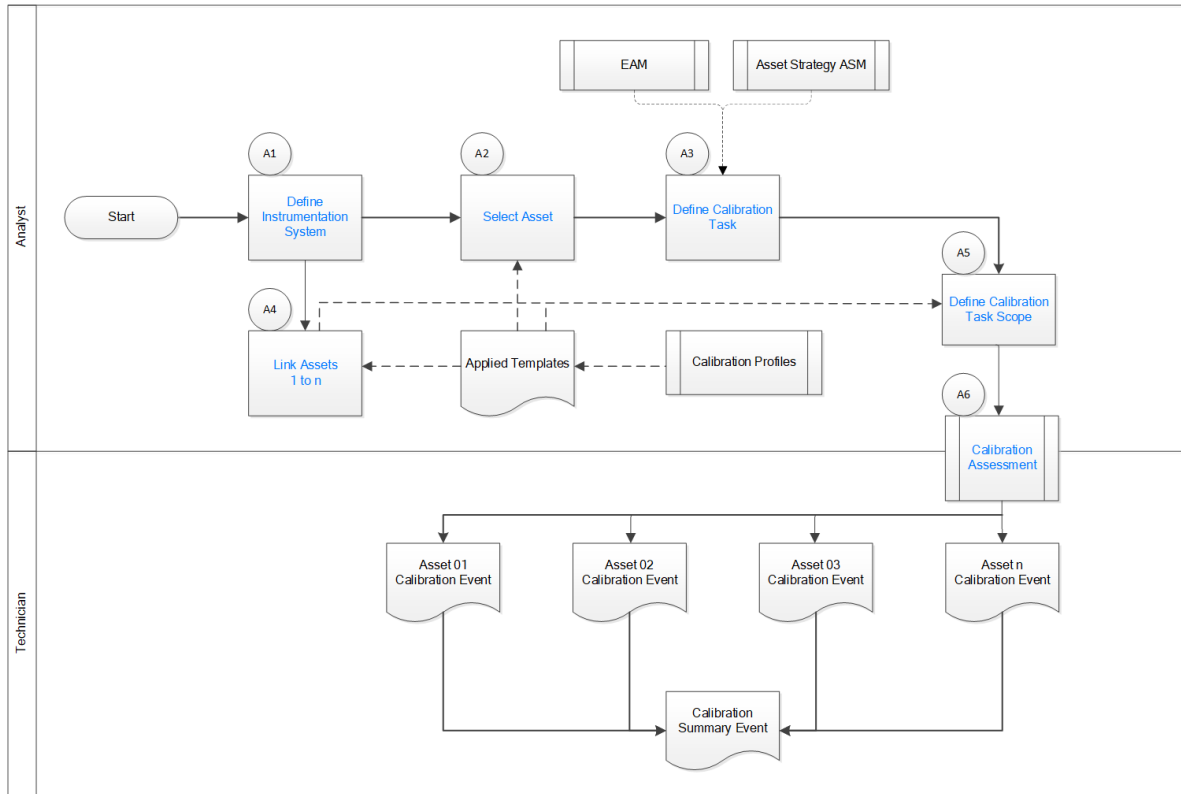 Analyst
EAM
Asset Strategy ASM
A1
A2
A3
Start
Define
Instrumentation
System
Select Asset
Define Calibration
Task
A5
Define Calibration
Task Scope
A4
Link Assets
1 to n
Applied Templates
Calibration Profiles
A6
Calibration
Assessment
Technician
Asset 01
Calibration Event
Asset 02
Calibration Event
Asset 03
Calibration Event
Asset n
Calibration Event
Calibration
Summary Event